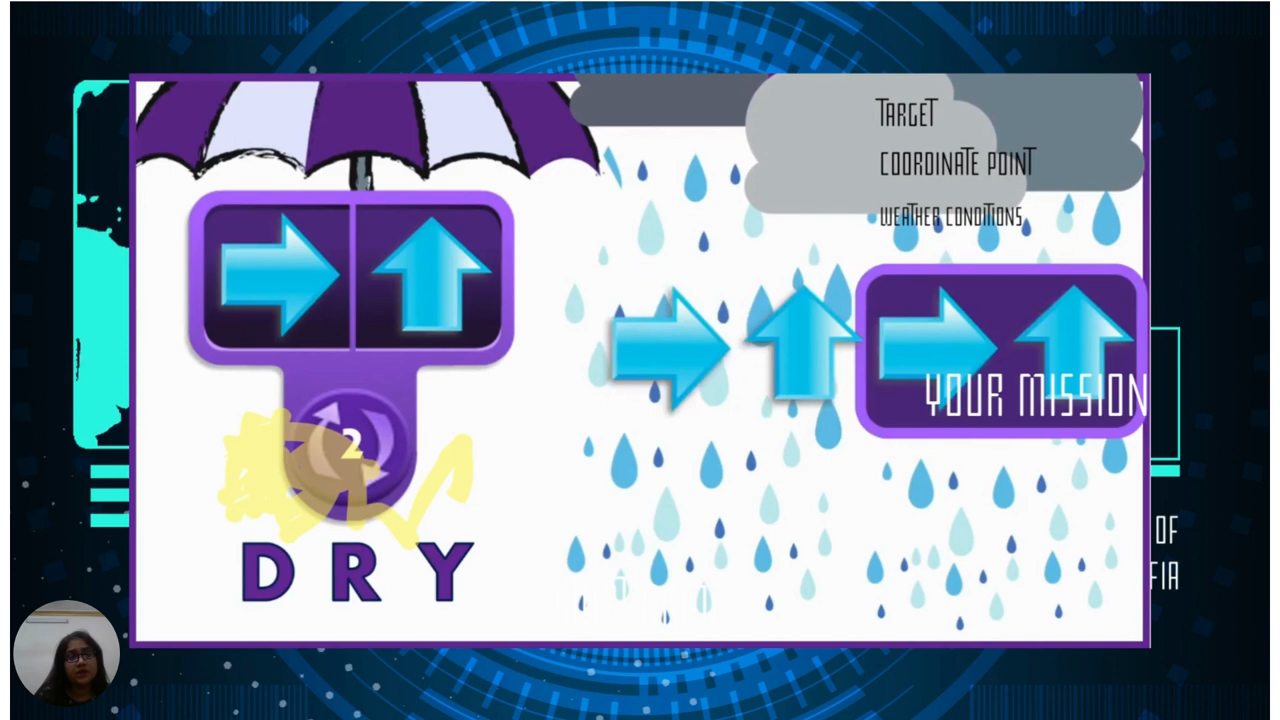 TARGET
COORDINATE POINT
WEATHER CONDITIONS
YOUR MISSION
2
OF
FIA
DRY